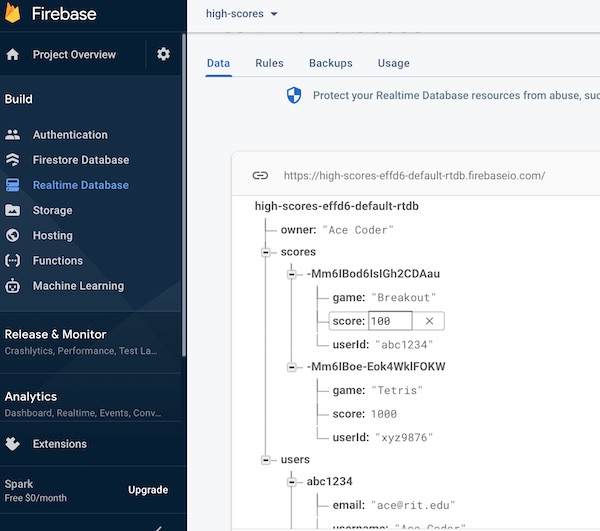 Firebase
high-scores
Project Overview
Data Rules Backups Usage
Build
Protect your Realtime Database resources from abuse, suc
Authentication
Firestore Database
Realtime Database
Storage
Hosting
Functions
Machine Learning
Release & Monitor
Crashlytics, Performance, Test La...
Analytics
Dashboard, Realtime, Events, Conv...
Extensions
Spark
Free $0/month
Upgrade
https://high-scores-effd6-default-rtdb.firebaseio.com/
high-scores-effd6-default-rtdb
owner: "Ace Coder"
scores
-Mm6IBod6IsIGh2CDAau
game: "Breakout"
score: 100
userId: "abc1234"
-Mm6IBoe-Eok4WklFOKW
game: "Tetris"
score: 1000
userId: "xyz9876"
users
abc1234
email: "ace@rit.edu"
username: "Ace Coder"